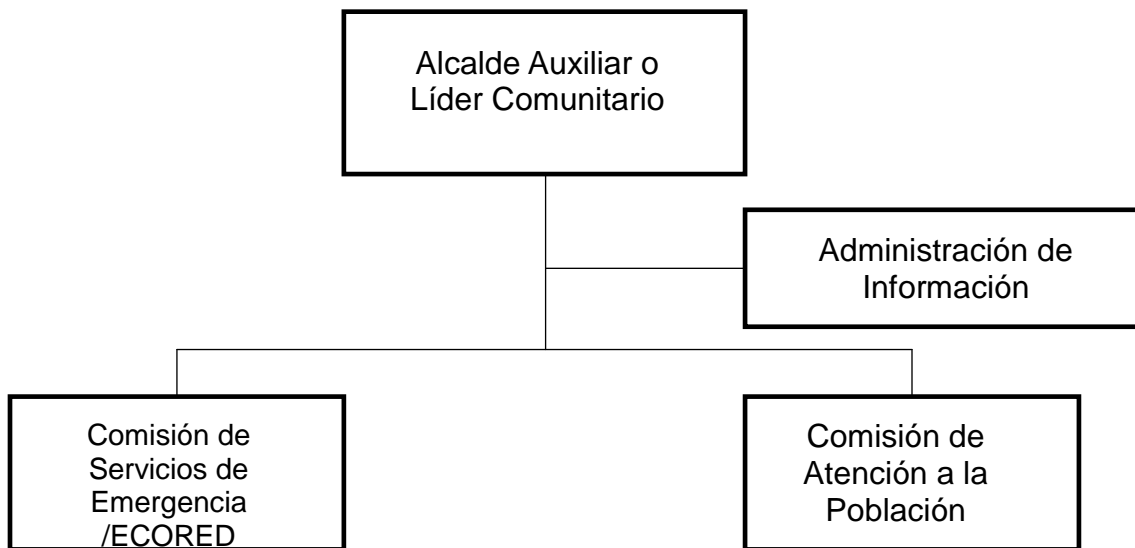 Alcalde Auxiliar o
Líder Comunitario
Administración de
Información
Comisión de
Servicios de
Emergencia
/ECORED
Comisión de
Atención a la
Población